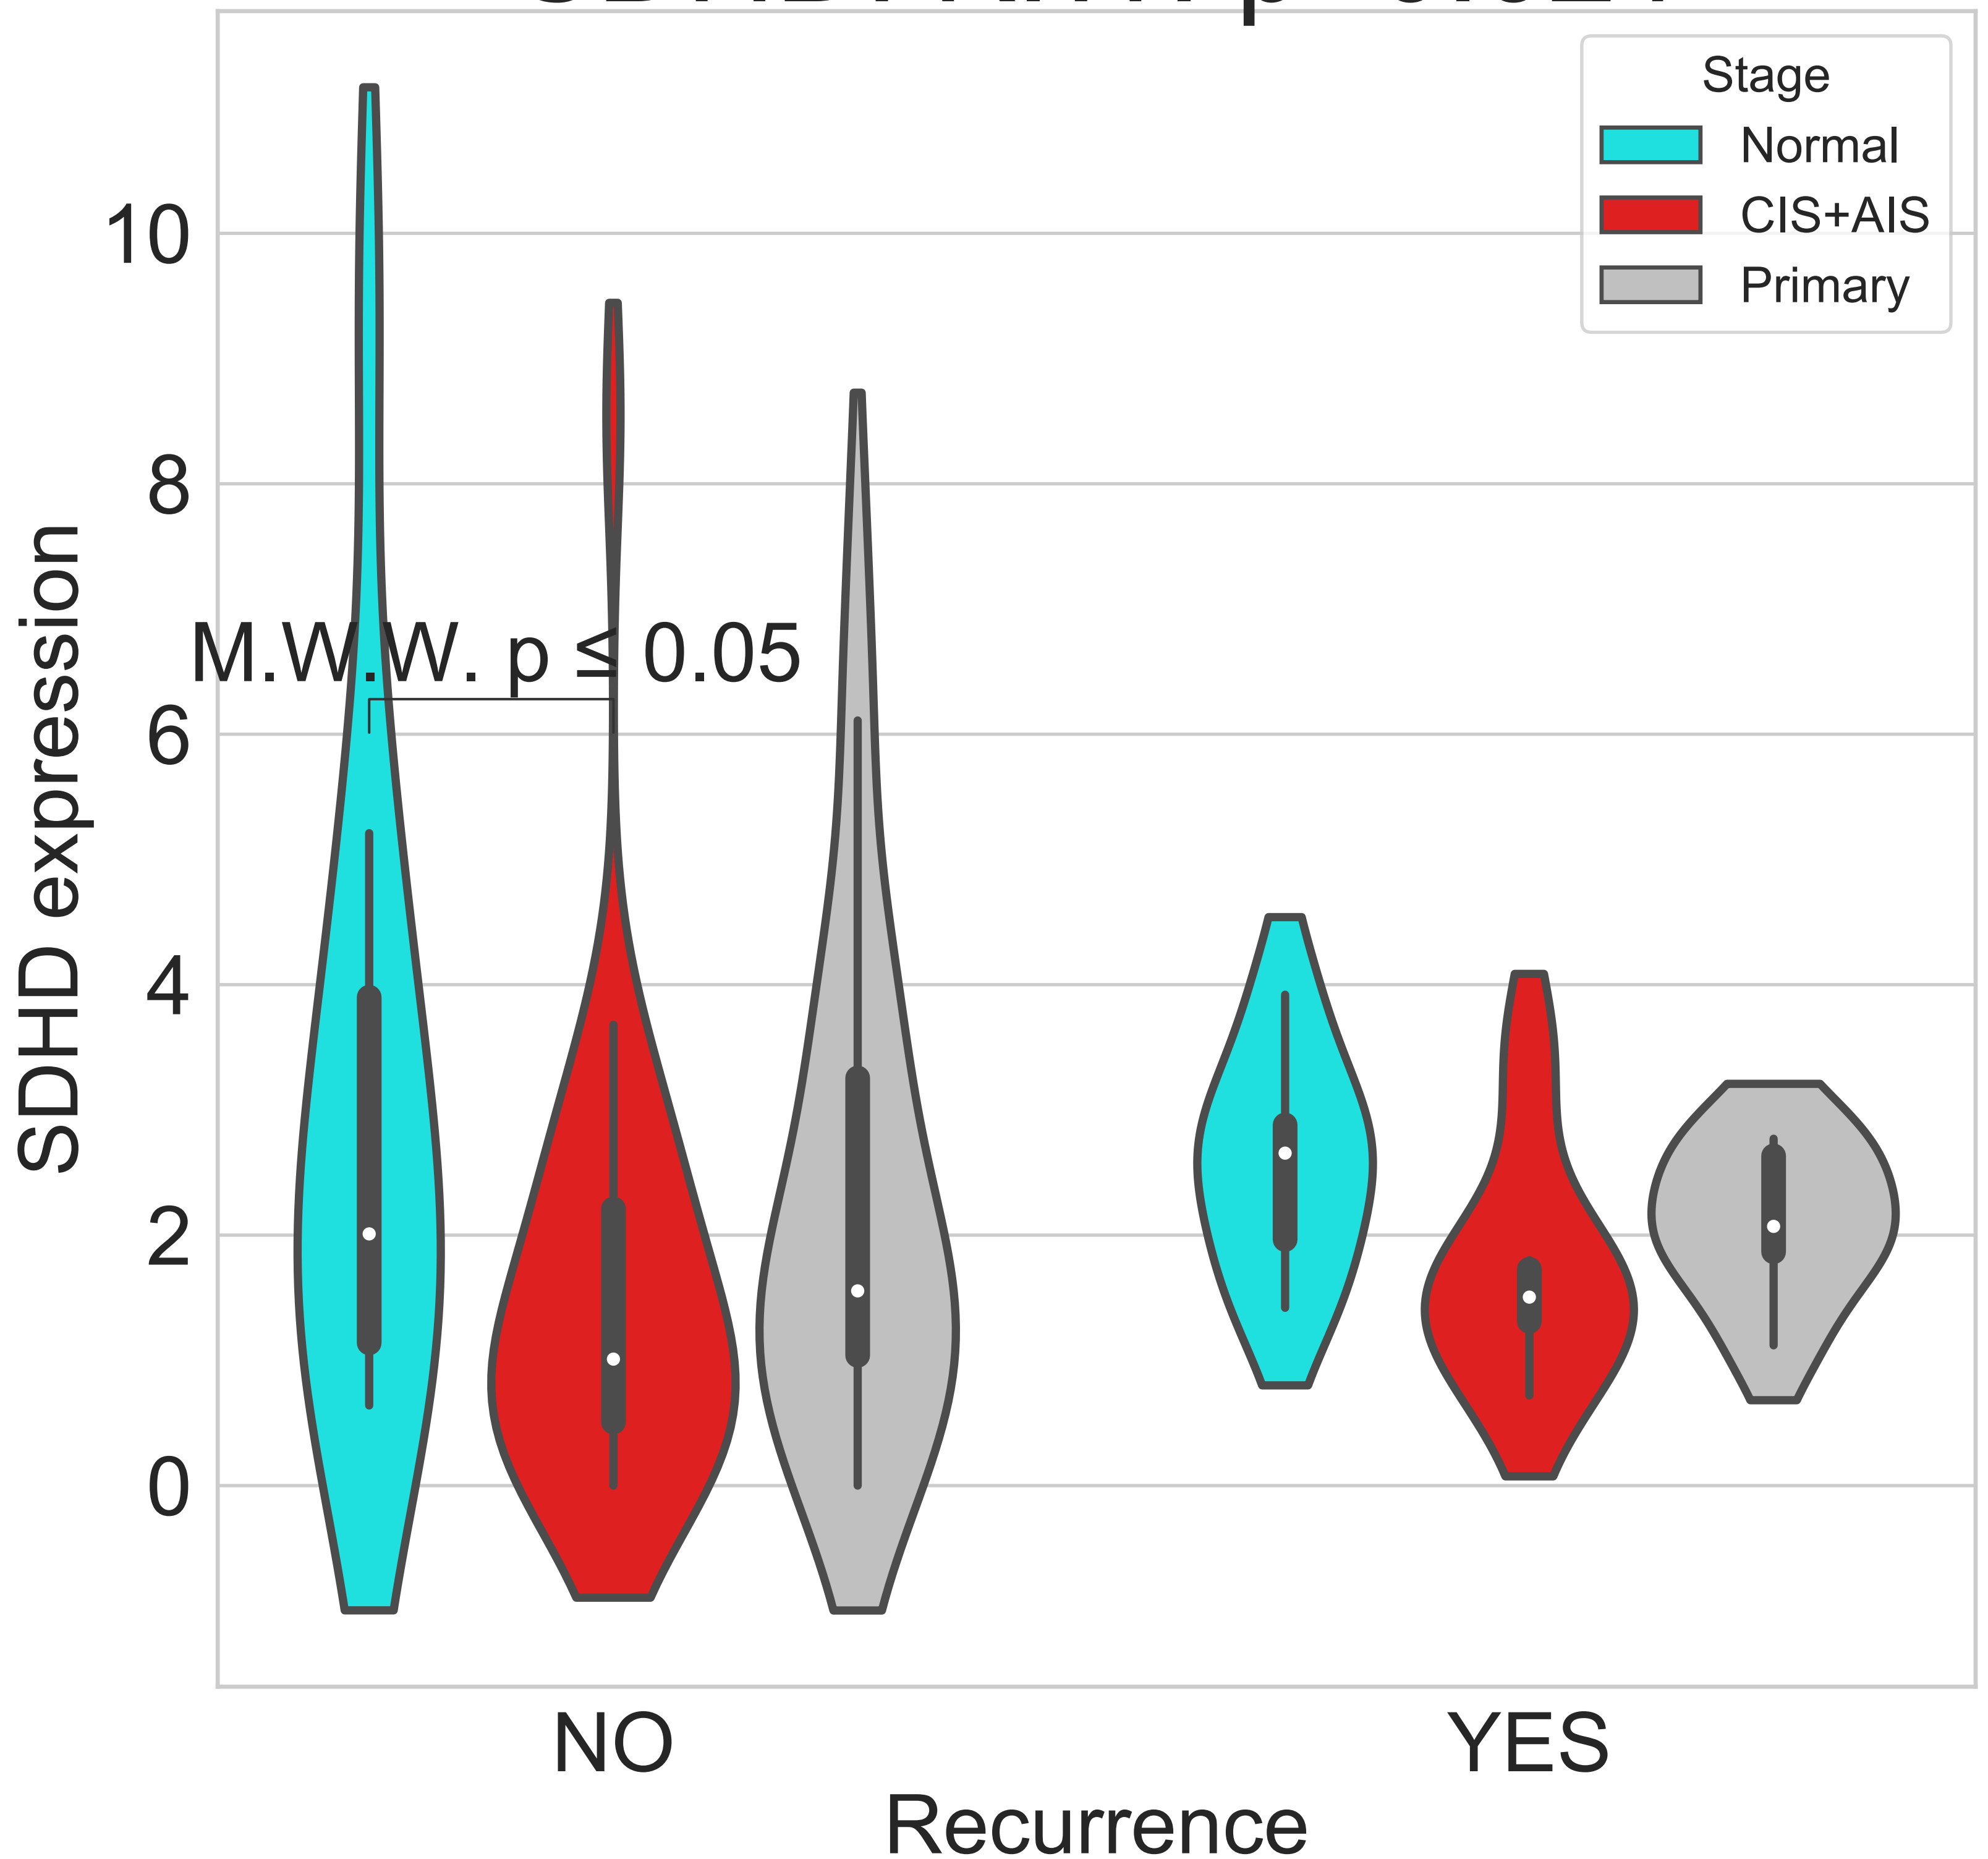 Stage
Normal
CIS+AIS
Primary
10
8
6
4
2
0
M.W.W. p ≤ 0.05
SDHD expression
NO
YES
Recurrence